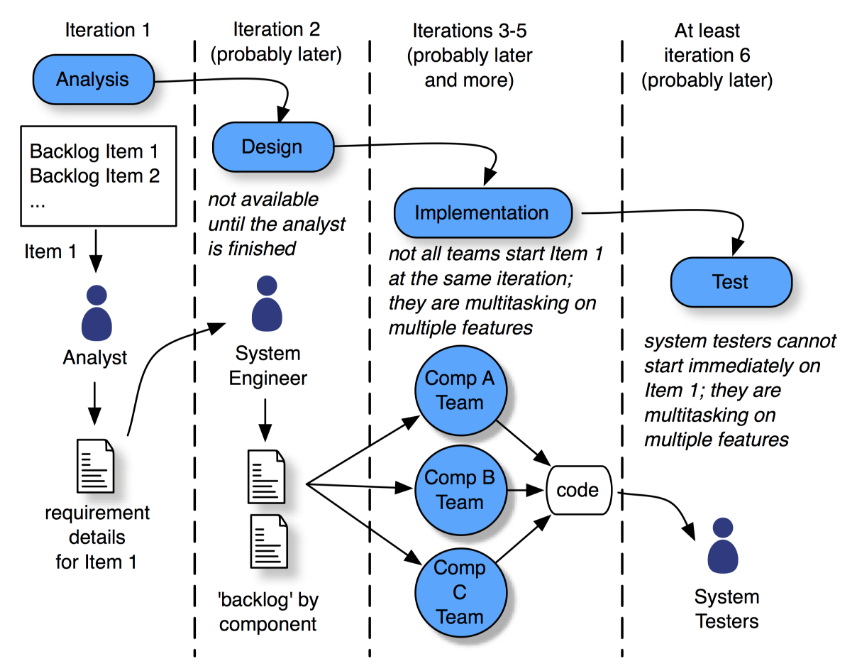 Iteration 1
Analysis
Backlog Item 1
Backlog Item 2
...
Item 1
Analyst
requirement
details
for Item 1
Iteration 2
(probably later)
Design
not available
until the analyst
is finished
System
Engineer
'backlog' by
component
Iterations 3-5
(probably later
and more)
Implementation
not all teams start Item 1
at the same iteration;
they are multitasking on
multiple features
Comp A
Team
Comp B
Team
Comp
C
Team
code
At least
iteration 6
(probably later)
Test
system testers cannot
start immediately on
Item 1; they are
multitasking on
multiple features
System
Testers